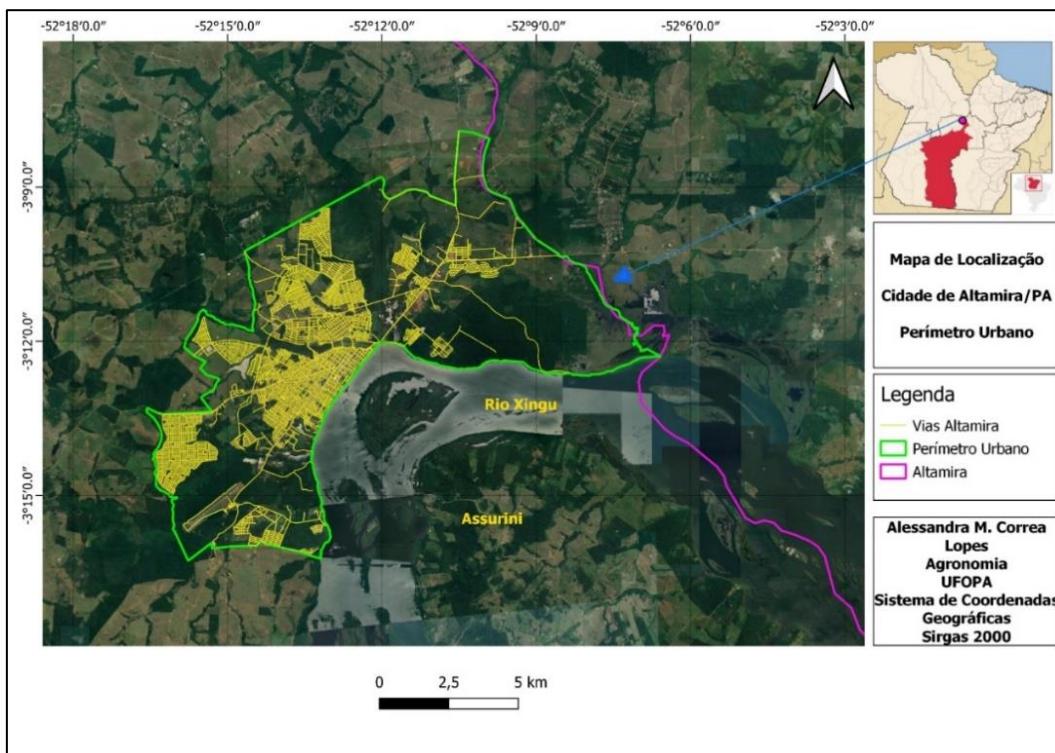 -52°18'0.0" -52°15'0.0" -52°12'0.0" -52°9'0.0" -52°6'0.0" -52°3'0.0"
-3°9'0.0"
-3°12'0.0"
-3°15'0.0"
Rio Xingu
Assurini
0 2,5 5 km
Mapa de Localização
Cidade de Altamira/PA
Perímetro Urbano
Legenda
Vias Altamira
Perímetro Urbano
Altamira
Alessandra M. Correa
Lopes
Agronomia
UFOPA
Sistema de Coordenadas
Geográficas
Sirgas 2000